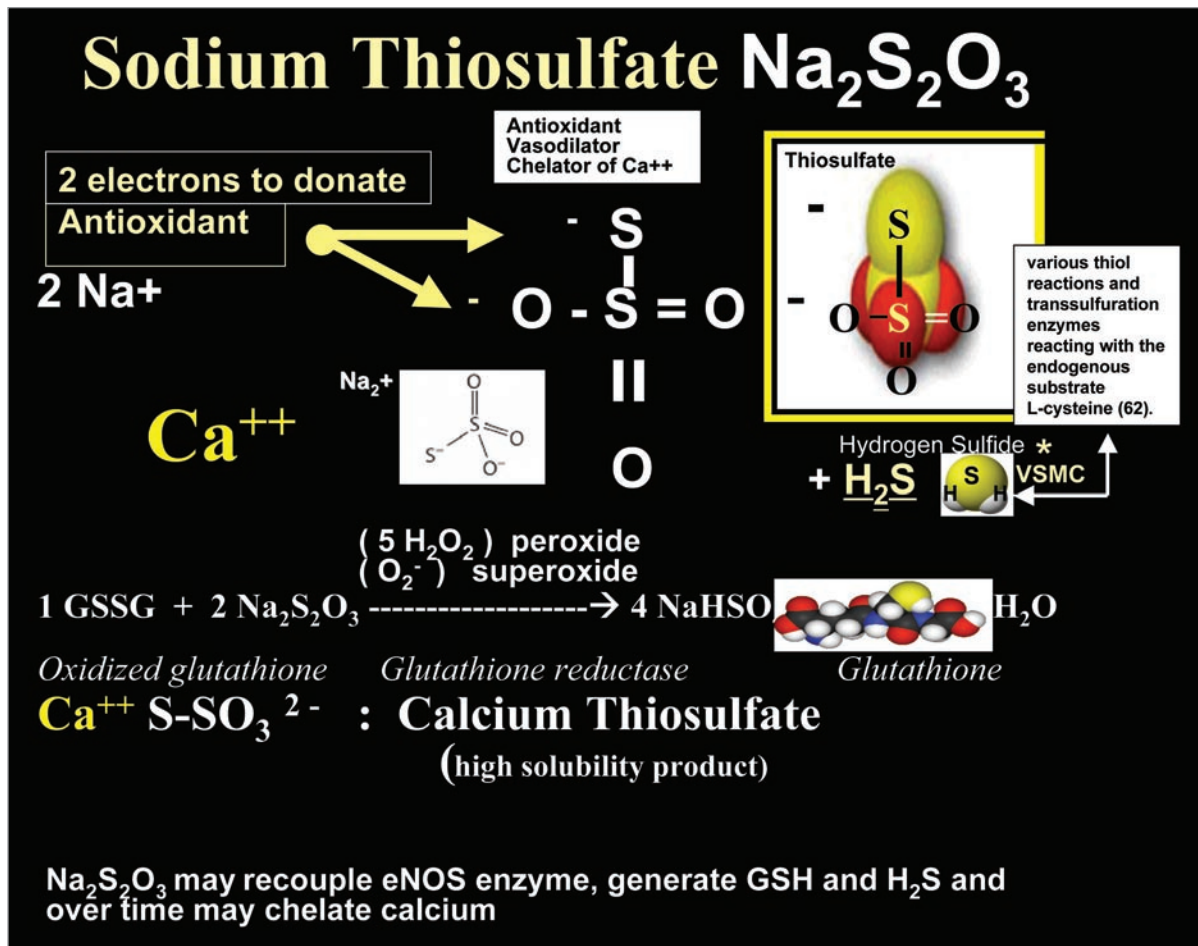 Sodium Thiosulfate Na₂S₂O₃
Antioxidant
Vasodilator
Chelator of Ca++
2 electrons to donate
Antioxidant
2 Na+
- S
- O - S = O
O
Thiosulfate
-
S
-
O – S = O
O
various thiol
reactions and
transsulfuration
enzymes
reacting with the
endogenous
substrate
L-cysteine (62).
Ca⁺⁺
Na₂+
O
S
O
S⁻
O⁻
Hydrogen Sulfide *
+ H₂S
S
H H
VSMC
( 5 H₂O₂ ) peroxide
( O₂⁻ ) superoxide
1 GSSG + 2 Na₂S₂O₃ -------------------→ 4 NaHSO H₂O
Oxidized glutathione Glutathione reductase Glutathione
Ca⁺⁺ S-SO₃ ²⁻ : Calcium Thiosulfate
(high solubility product)
Na₂S₂O₃ may recouple eNOS enzyme, generate GSH and H₂S and
over time may chelate calcium